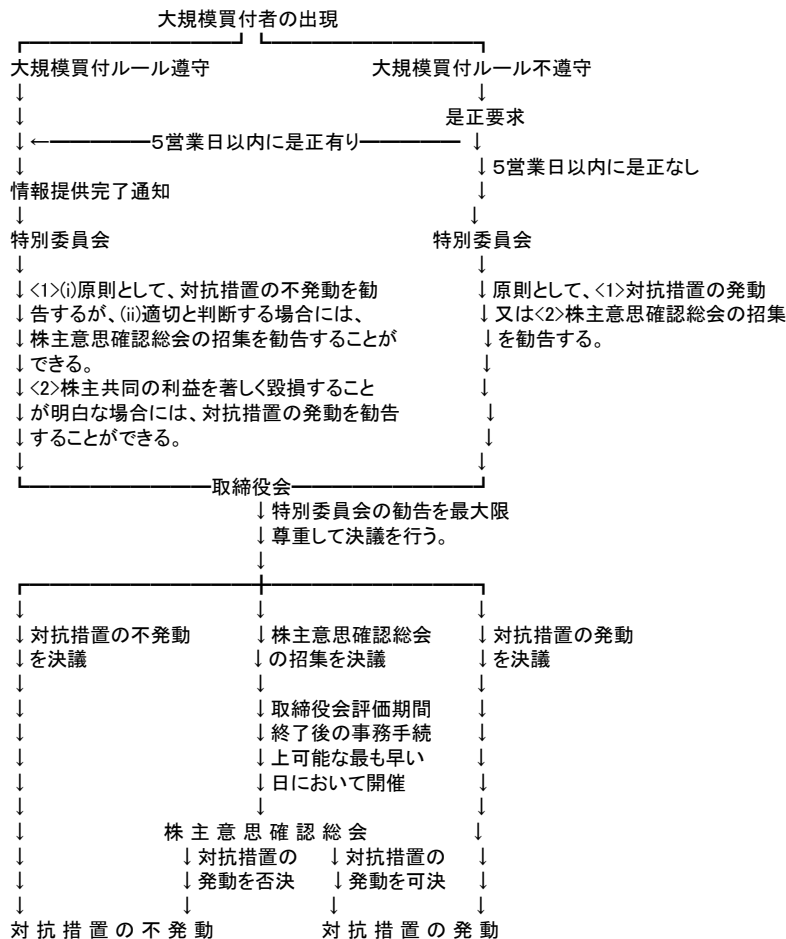 大規模買付者の出現
┏━━━━━━━━━━━┛┗━━━━━━━━━━━┓
大規模買付ルール遵守 大規模買付ルール不遵守
↓ ↓
↓ 是正要求
↓←━━━━━━5営業日以内に是正有り━━━━━ ↓
↓ ↓5営業日以内に是正なし
情報提供完了通知 ↓
↓ ↓
特別委員会 特別委員会
↓ ↓
↓<1>(i)原則として、対抗措置の不発動を勧 ↓原則として、<1>対抗措置の発動
↓告するが、(ii)適切と判断する場合には、 ↓又は<2>株主意思確認総会の招集
↓株主意思確認総会の招集を勧告することが ↓を勧告する。
↓できる。 ↓
↓<2>株主共同の利益を著しく毀損すること ↓
↓が明白な場合には、対抗措置の発動を勧告 ↓
↓することができる。 ↓
↓ ↓
┗━━━━━━━━━取締役会━━━━━━━━━┛
↓特別委員会の勧告を最大限
↓尊重して決議を行う。
↓
┏━━━━━━━━━━━╋━━━━━━━━━━━┓
↓ ↓ ↓
↓対抗措置の不発動 ↓株主意思確認総会 ↓対抗措置の発動
↓を決議 ↓の招集を決議 ↓を決議
↓ ↓ ↓
↓ ↓取締役会評価期間 ↓
↓ ↓終了後の事務手続 ↓
↓ ↓上可能な最も早い ↓
↓ ↓日において開催 ↓
↓ ↓ ↓
↓ 株主意思確認総会 ↓
↓ ↓対抗措置の ↓対抗措置の ↓
↓ ↓発動を否決 ↓発動を可決 ↓
↓ ↓ ↓ ↓
対抗措置の不発動 対抗措置の発動